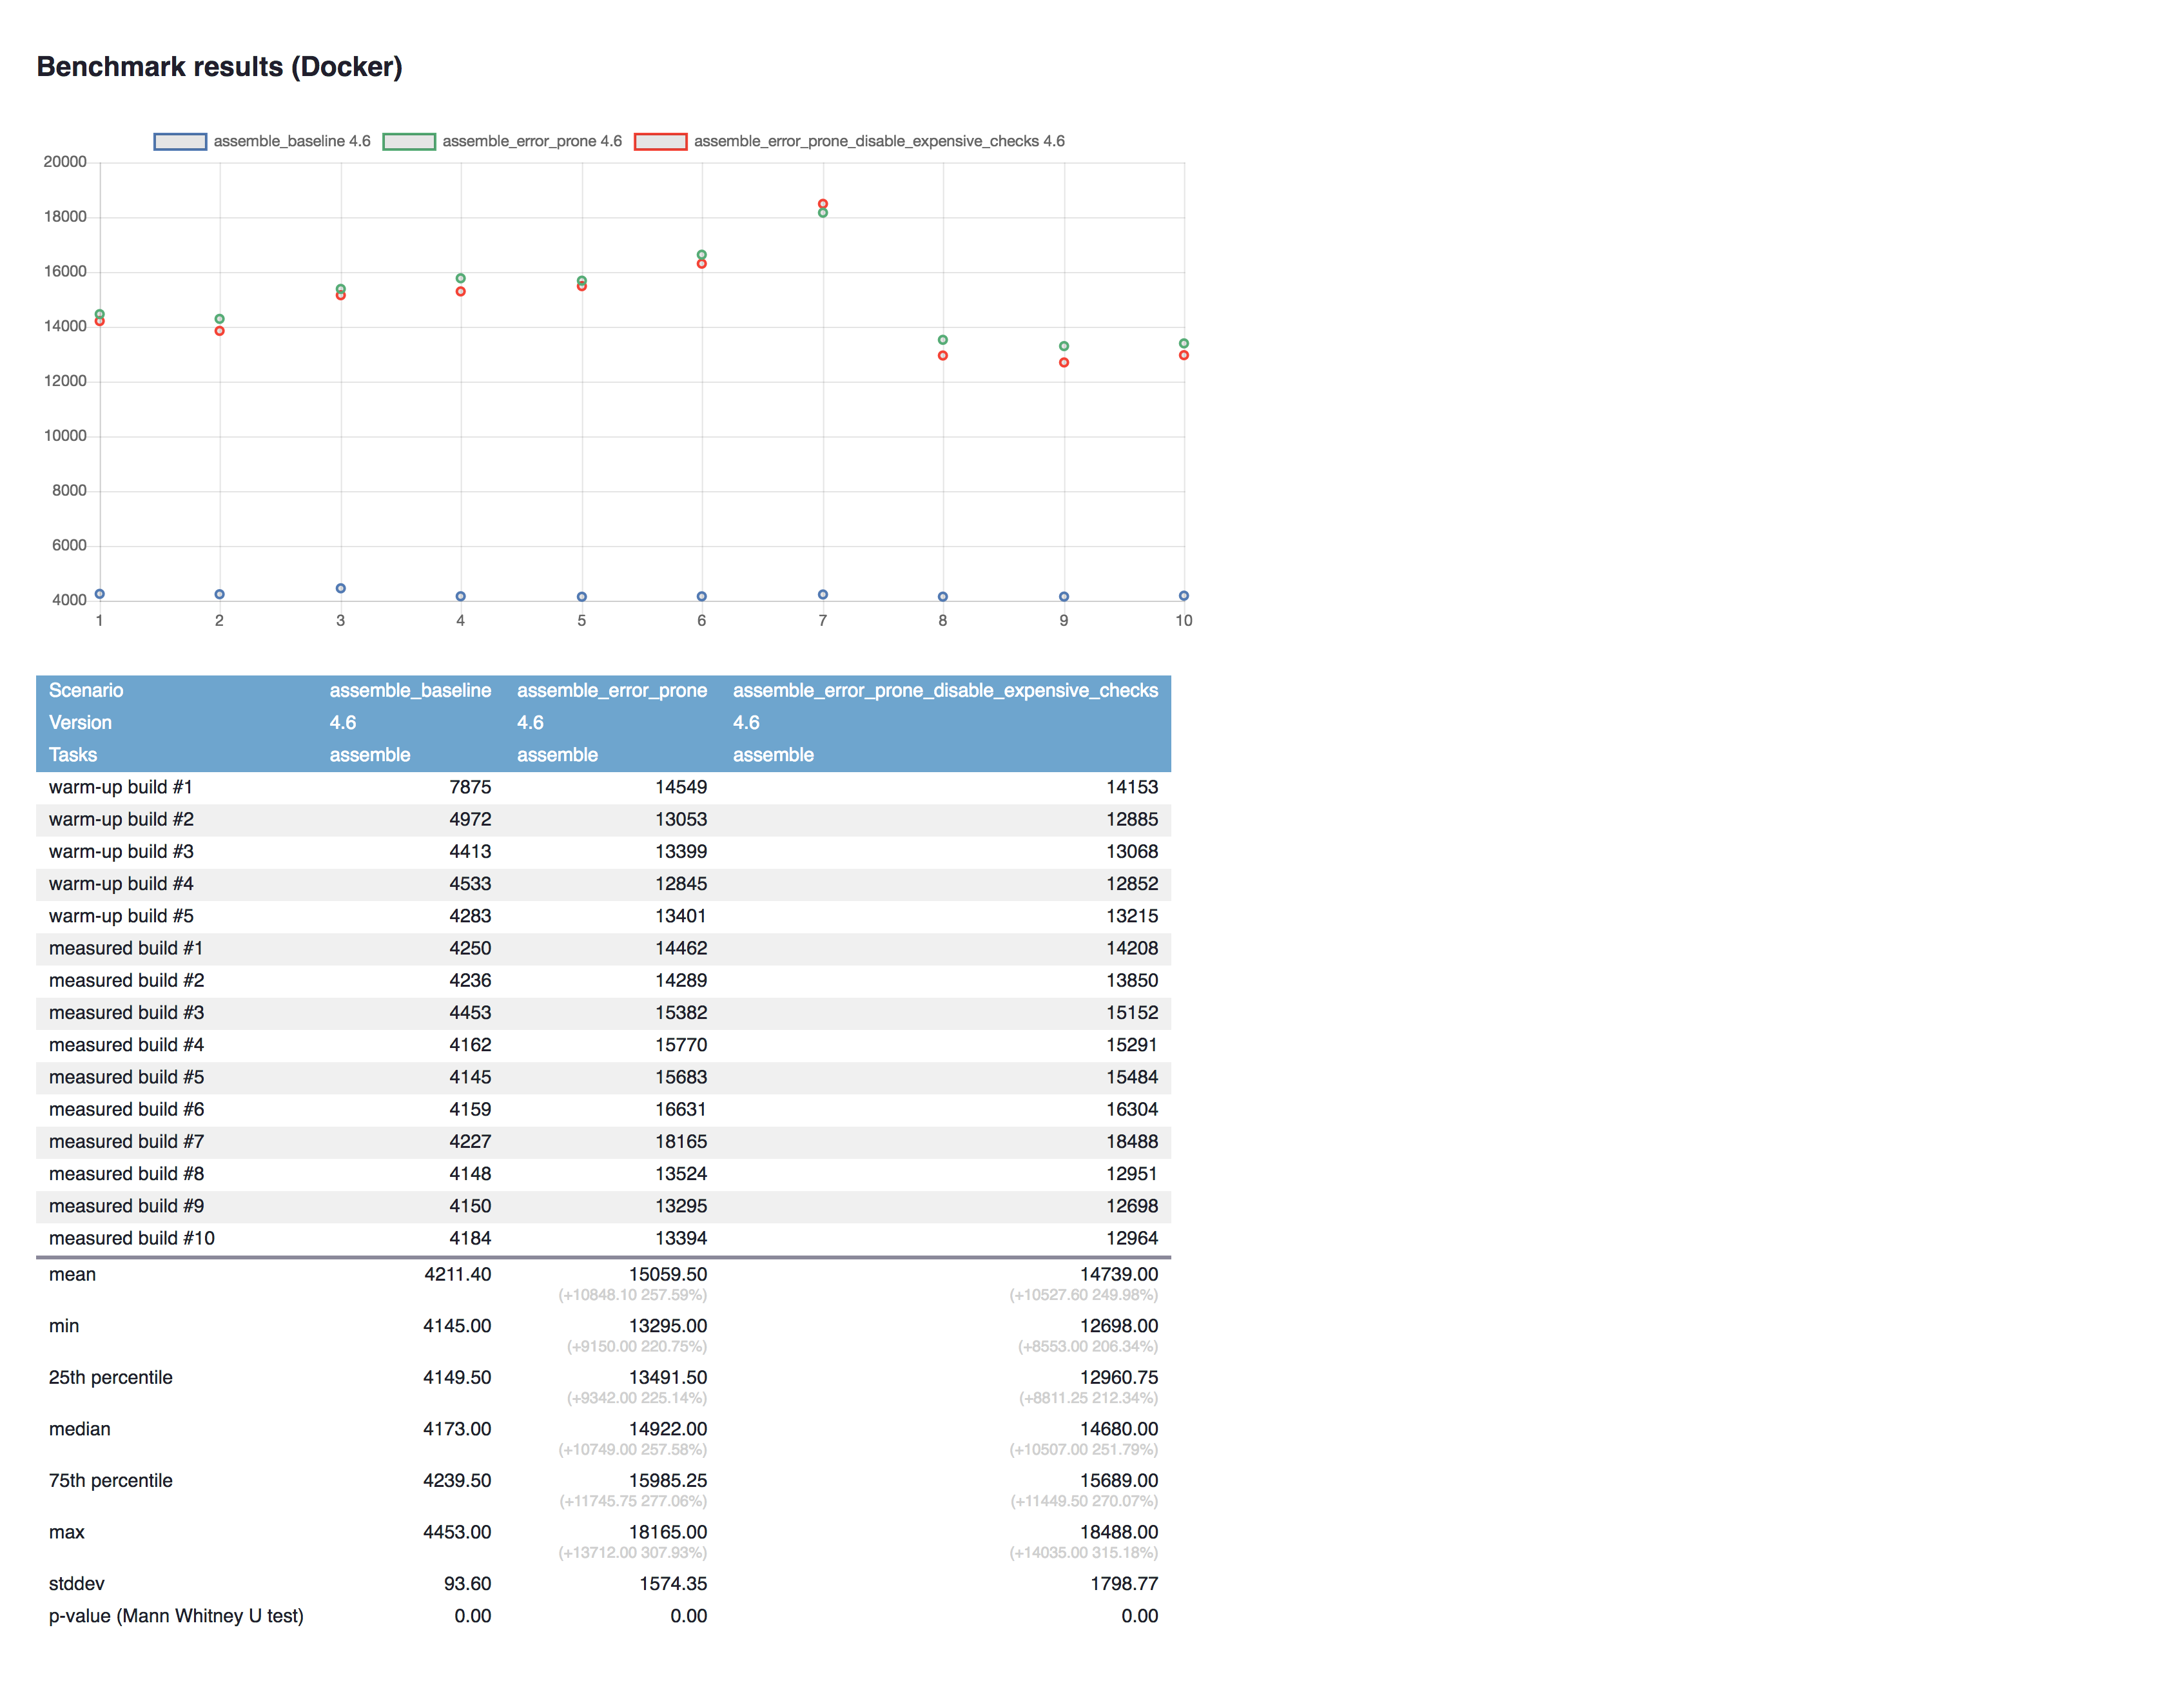 Benchmark results (Docker)
assemble_baseline 4.6 assemble_error_prone 4.6 assemble_error_prone_disable_expensive_checks 4.6
20000
18000
16000
14000
12000
10000
8000
6000
4000
1 2 3 4 5 6 7 8 9 10
Scenario assemble_baseline assemble_error_prone assemble_error_prone_disable_expensive_checks
Version 4.6 4.6 4.6
Tasks assemble assemble assemble
warm-up build #1 7875 14549 14153
warm-up build #2 4972 13053 12885
warm-up build #3 4413 13399 13068
warm-up build #4 4533 12845 12852
warm-up build #5 4283 13401 13215
measured build #1 4250 14462 14208
measured build #2 4236 14289 13850
measured build #3 4453 15382 15152
measured build #4 4162 15770 15291
measured build #5 4145 15683 15484
measured build #6 4159 16631 16304
measured build #7 4227 18165 18488
measured build #8 4148 13524 12951
measured build #9 4150 13295 12698
measured build #10 4184 13394 12964
mean 4211.40 15059.50 14739.00
(+10848.10 257.59%) (+10527.60 249.98%)
min 4145.00 13295.00 12698.00
(+9150.00 220.75%) (+8553.00 206.34%)
25th percentile 4149.50 13491.50 12960.75
(+9342.00 225.14%) (+8811.25 212.34%)
median 4173.00 14922.00 14680.00
(+10749.00 257.58%) (+10507.00 251.79%)
75th percentile 4239.50 15985.25 15689.00
(+11745.75 277.06%) (+11449.50 270.07%)
max 4453.00 18165.00 18488.00
(+13712.00 307.93%) (+14035.00 315.18%)
stddev 93.60 1574.35 1798.77
p-value (Mann Whitney U test) 0.00 0.00 0.00